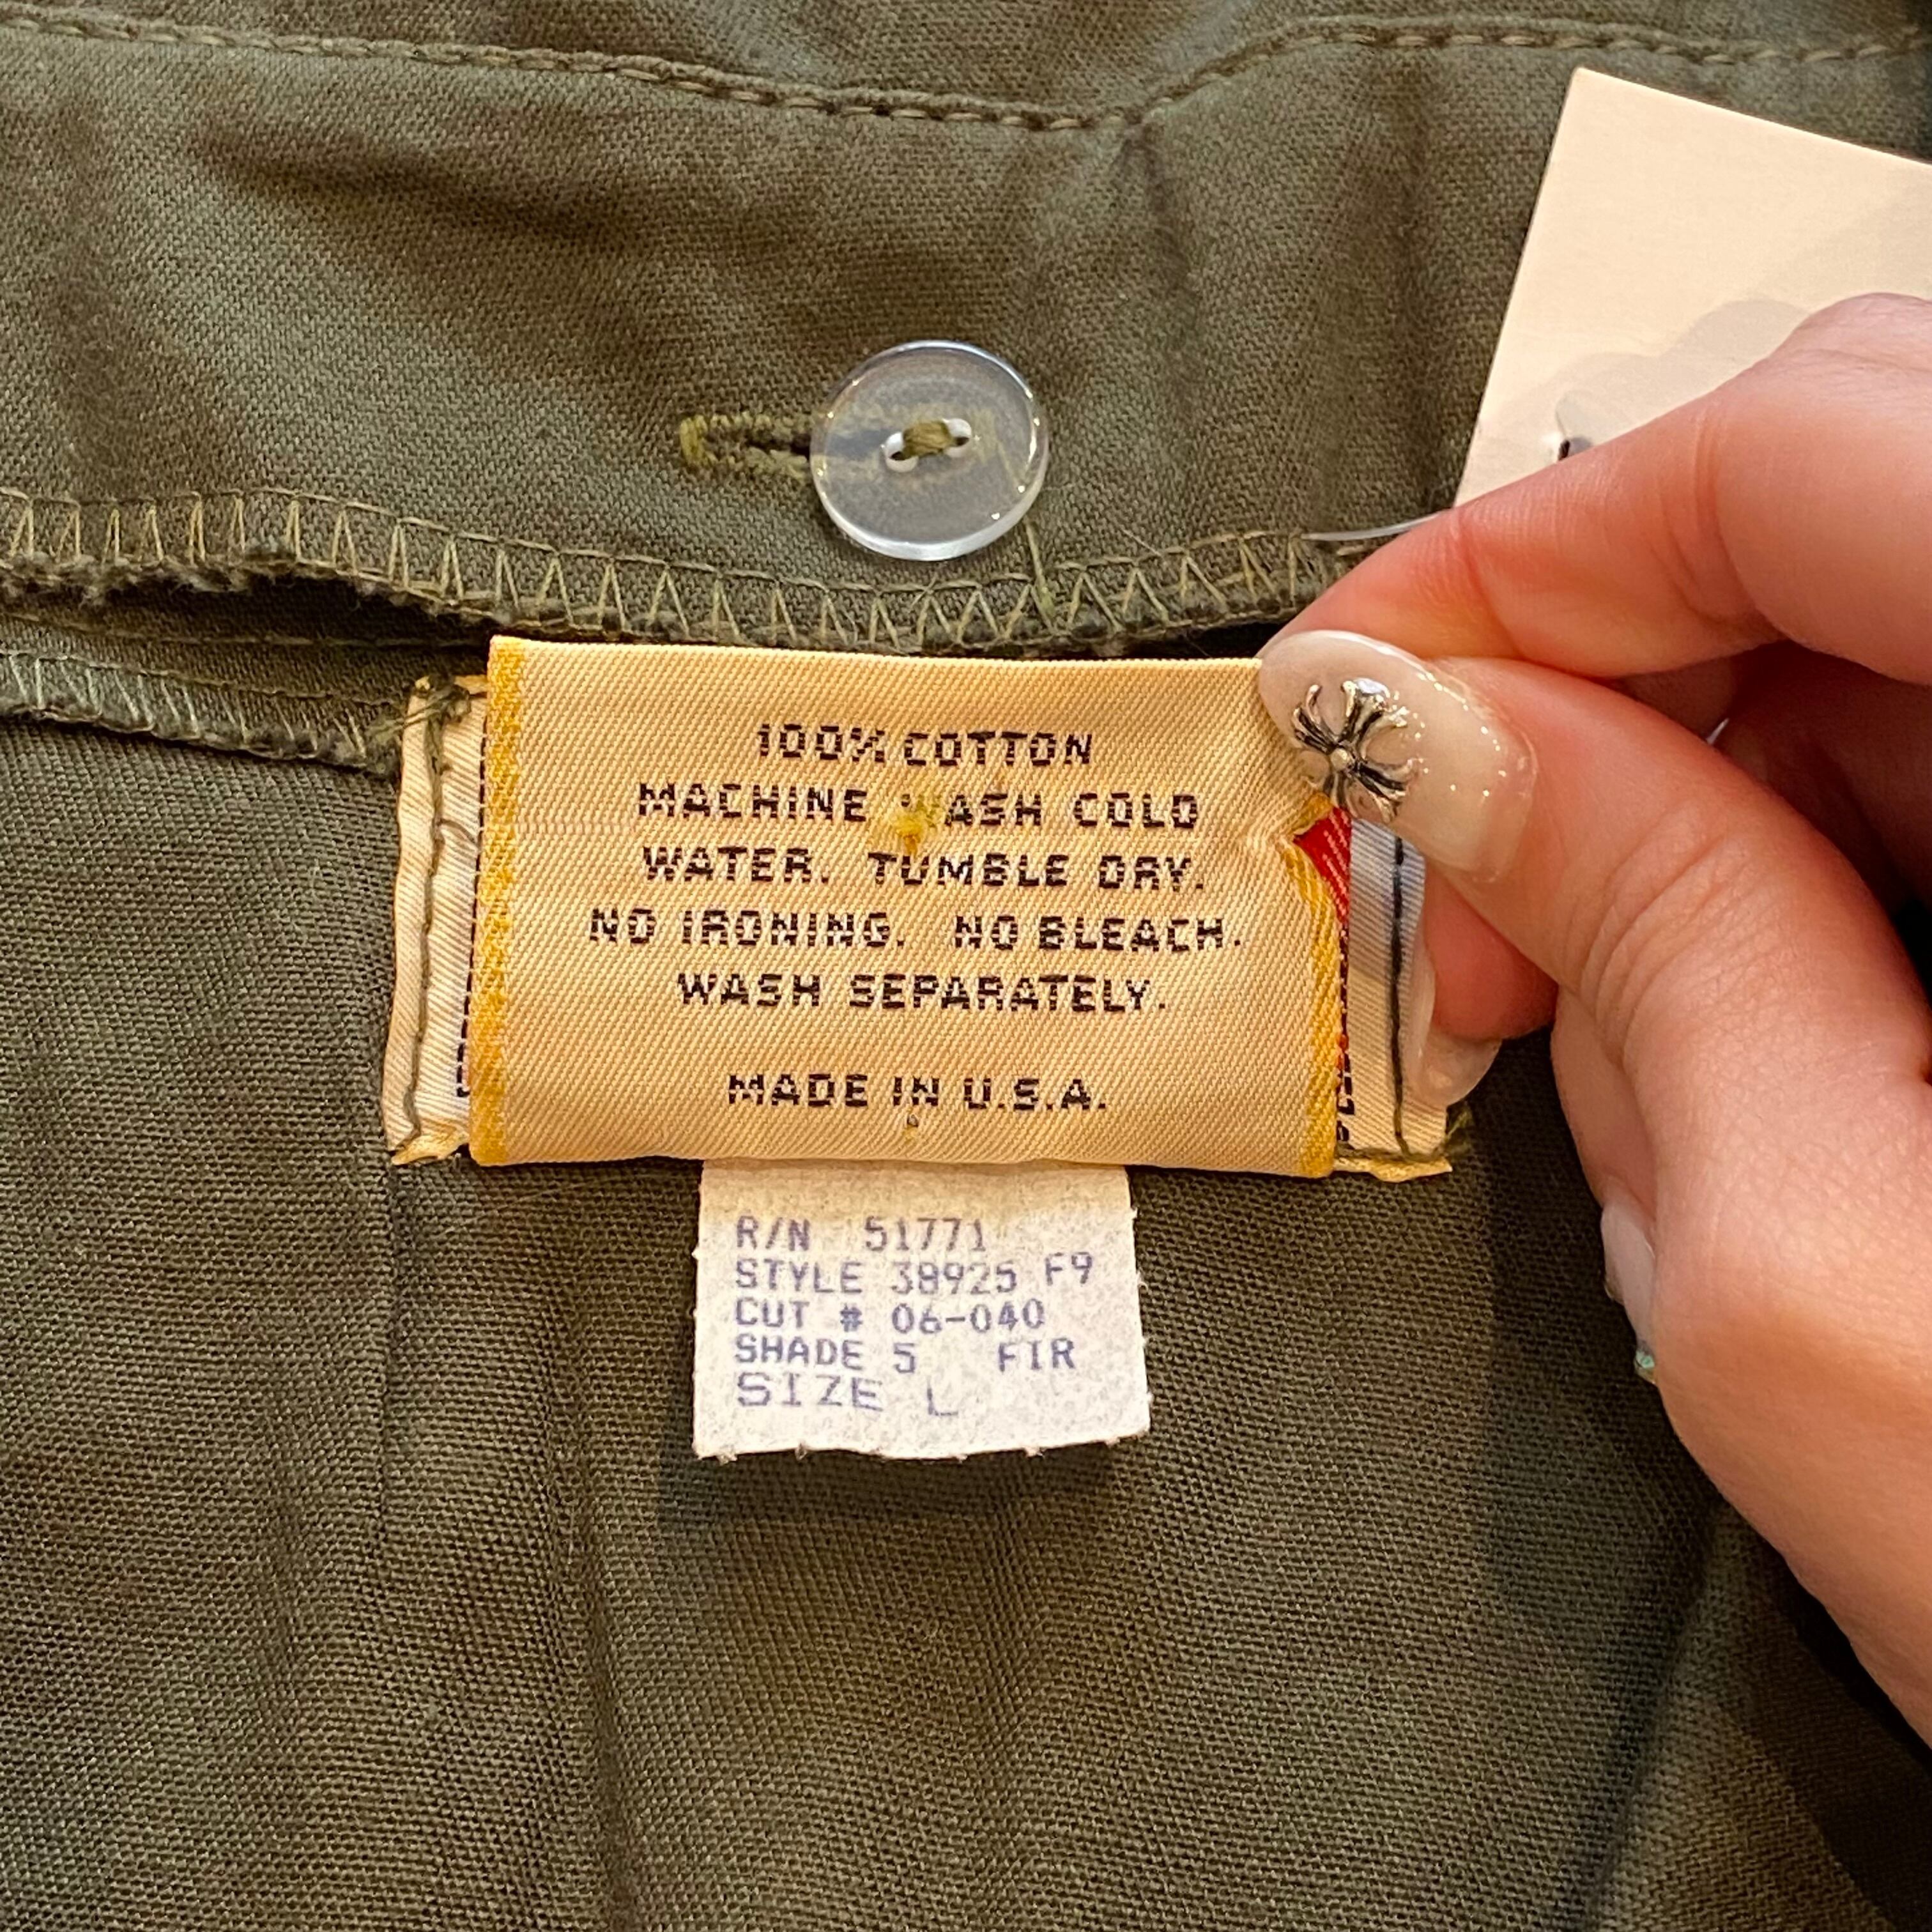 100% COTTON
MACHINE WASH COLD
WATER. TUMBLE DRY.
NO IRONING. NO BLEACH.
WASH SEPARATELY.
MADE IN U.S.A.
R/N 51771
STYLE 38925 F9
CUT # 06-040
SHADE 5 FIR
SIZE L